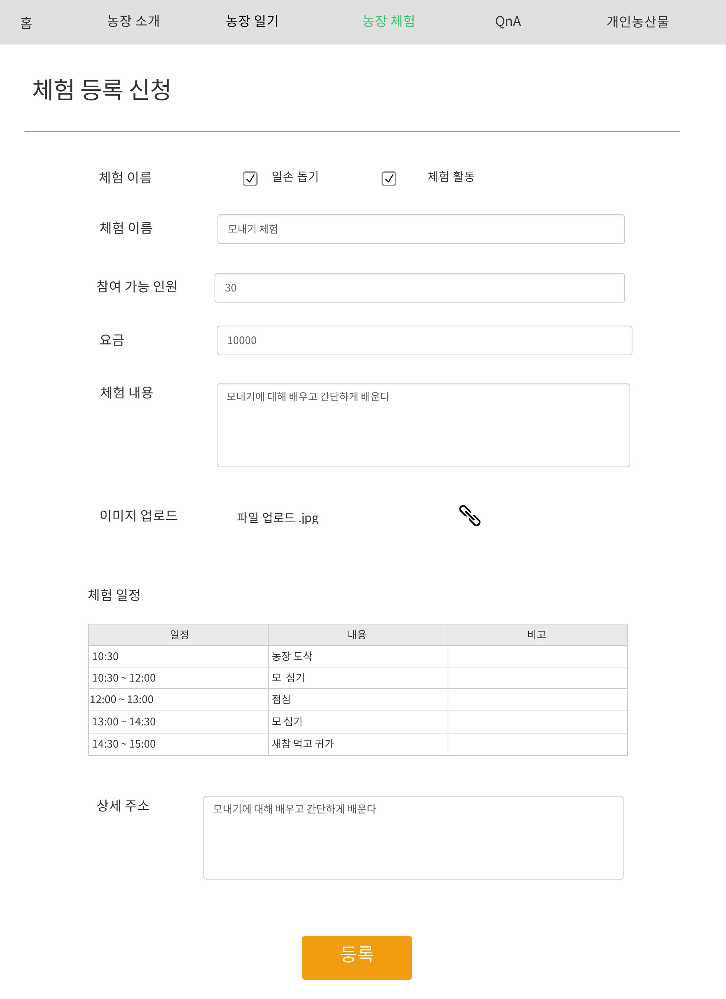 홈 농장 소개 농장 일기 농장 체험 QnA 개인농산물
체험 등록 신청
체험 이름 일손 돕기 체험 활동
체험 이름 모내기 체험
참여 가능 인원 30
요금 10000
체험 내용 모내기에 대해 배우고 간단하게 배운다
이미지 업로드 파일 업로드 .jpg
체험 일정
일정 내용 비고
10:30 농장 도착
10:30 ~ 12:00 모  심기
12:00 ~ 13:00 점심
13:00 ~ 14:30 모 심기
14:30 ~ 15:00 새참 먹고 귀가
상세 주소 모내기에 대해 배우고 간단하게 배운다
등록